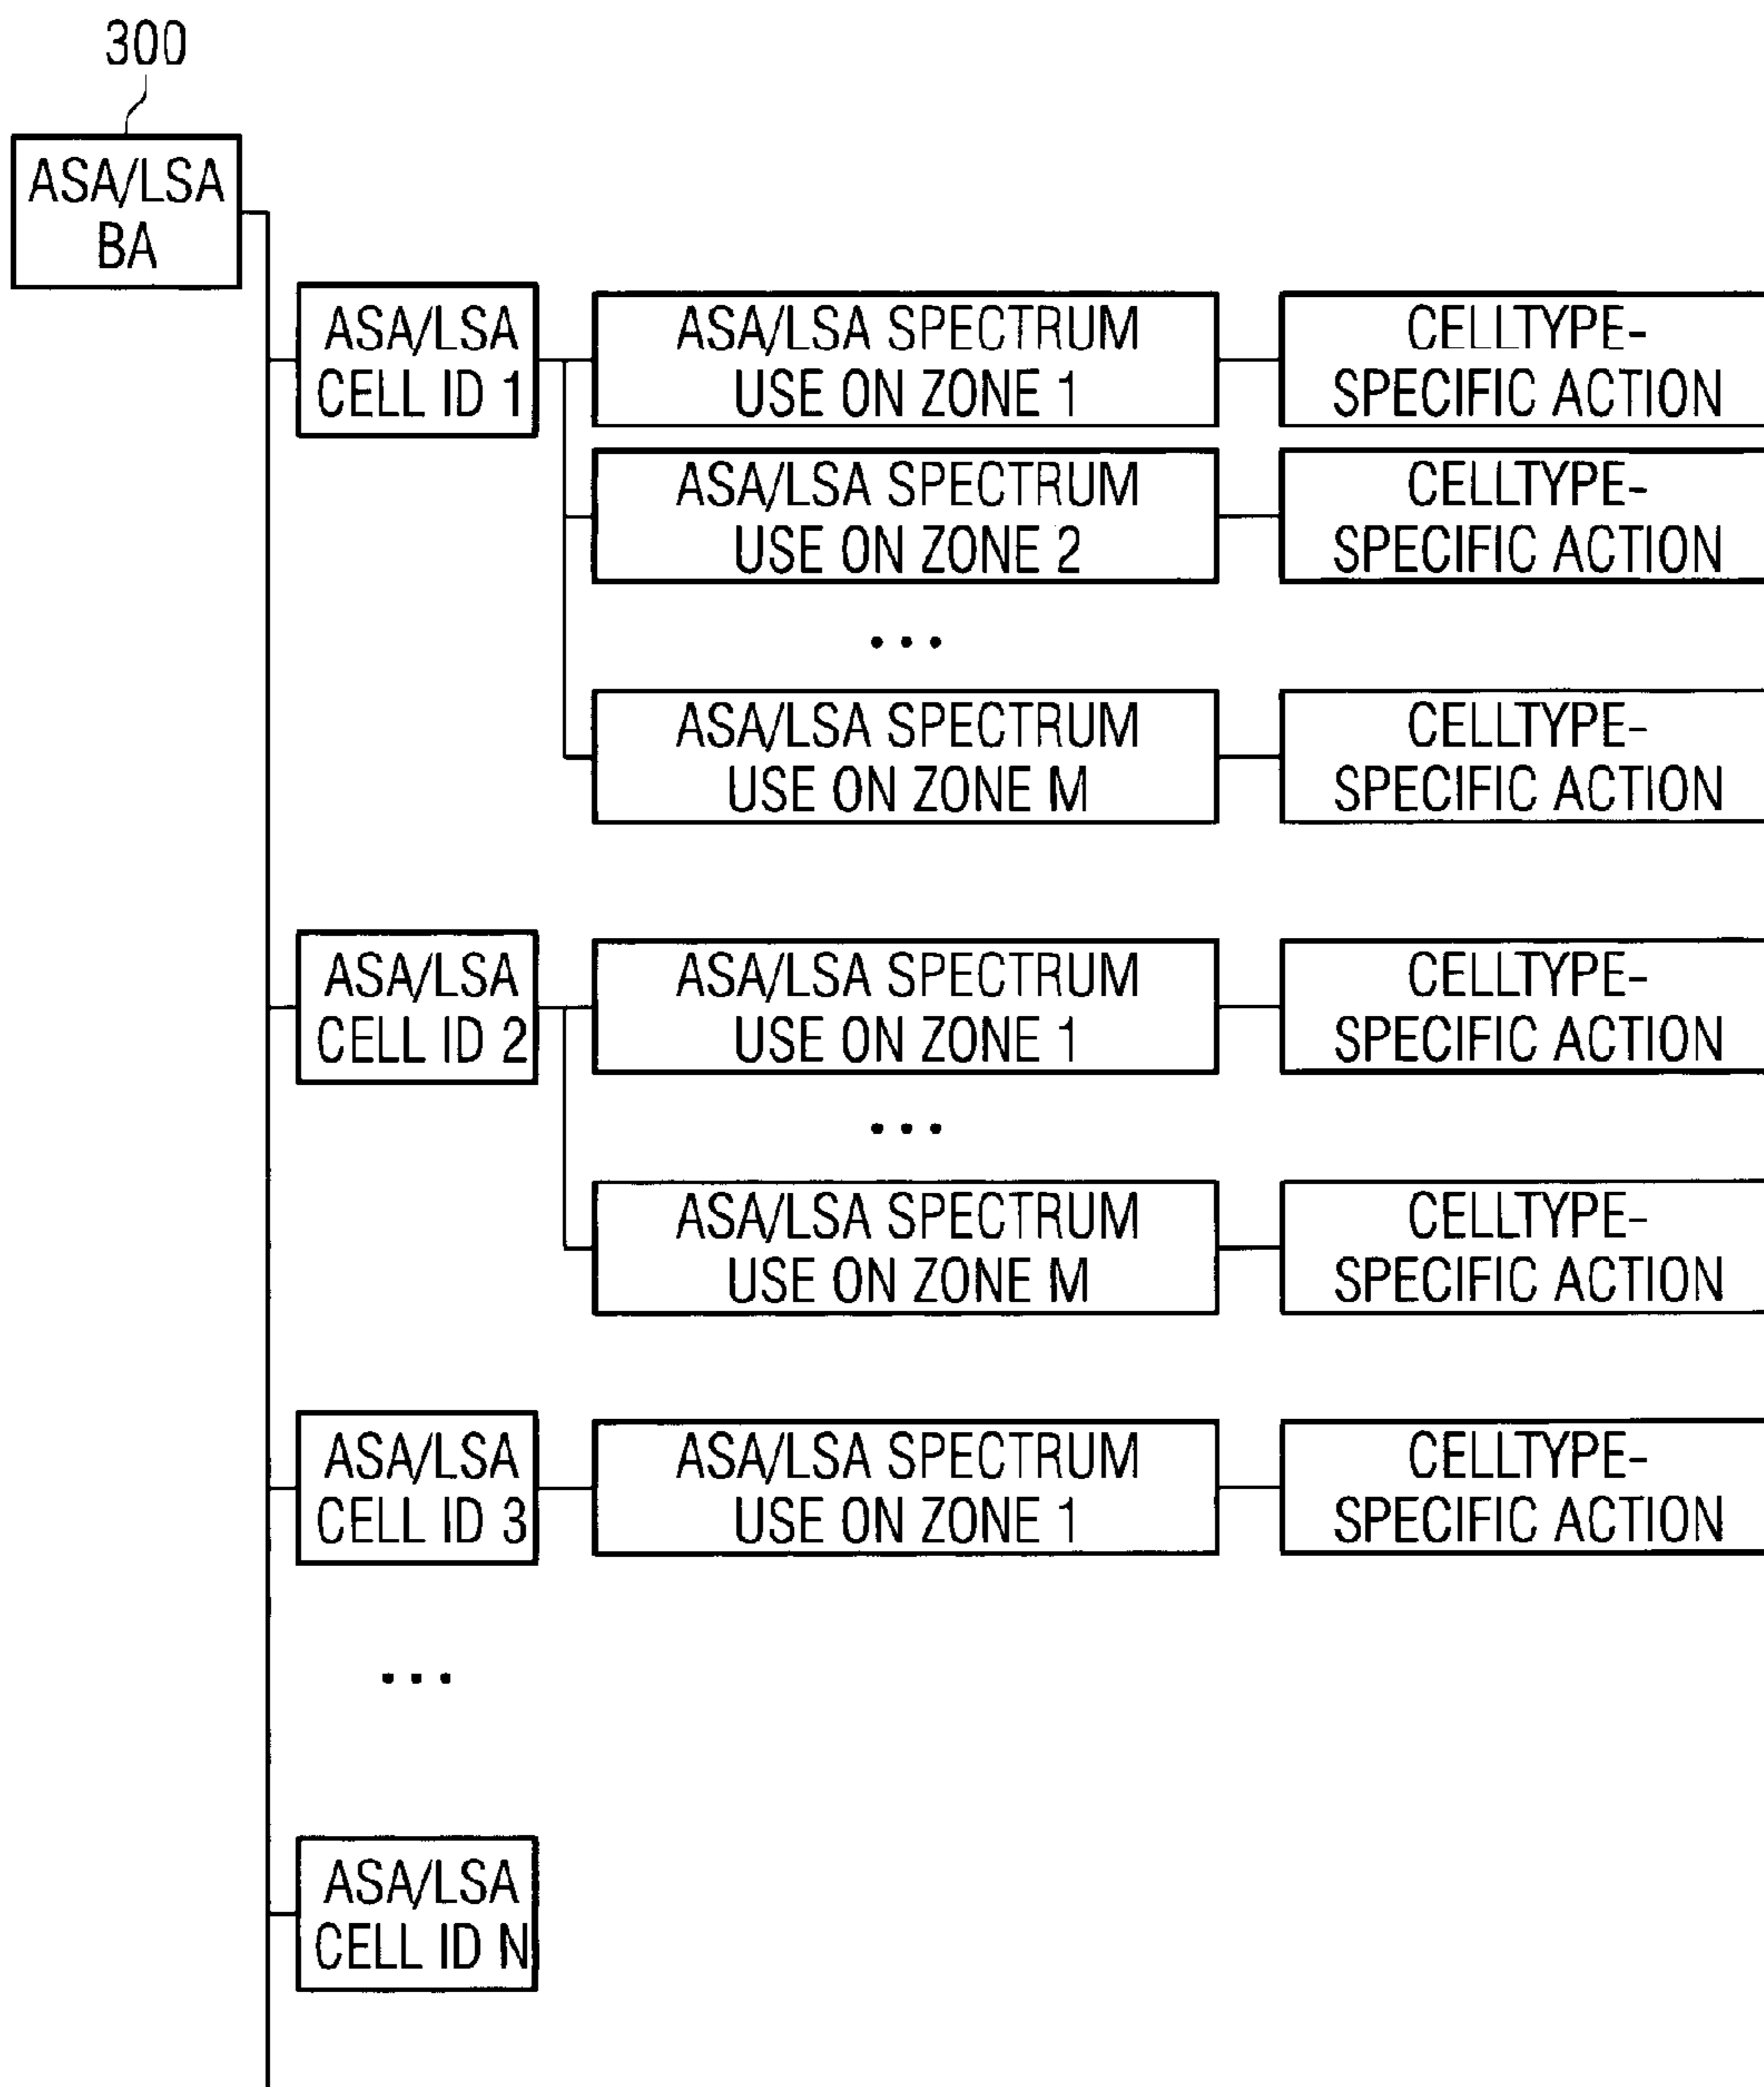 300
ASA/LSA
BA
ASA/LSA
CELL ID 1
ASA/LSA SPECTRUM
USE ON ZONE 1
CELLTYPE-
SPECIFIC ACTION
ASA/LSA SPECTRUM
USE ON ZONE 2
CELLTYPE-
SPECIFIC ACTION
...
ASA/LSA SPECTRUM
USE ON ZONE M
CELLTYPE-
SPECIFIC ACTION
ASA/LSA
CELL ID 2
ASA/LSA SPECTRUM
USE ON ZONE 1
CELLTYPE-
SPECIFIC ACTION
...
ASA/LSA SPECTRUM
USE ON ZONE M
CELLTYPE-
SPECIFIC ACTION
ASA/LSA
CELL ID 3
ASA/LSA SPECTRUM
USE ON ZONE 1
CELLTYPE-
SPECIFIC ACTION
...
ASA/LSA
CELL ID N